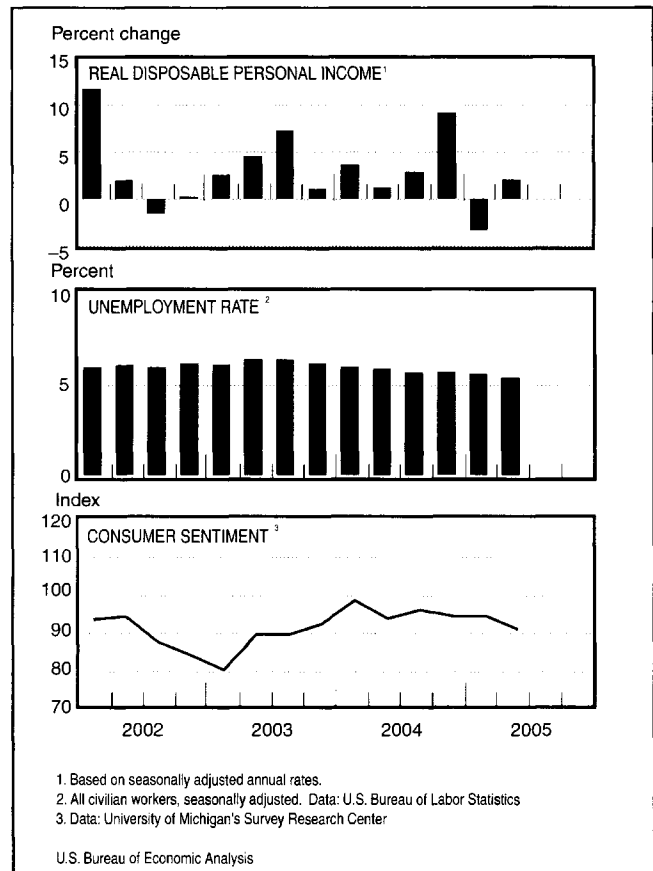 Percent change
15
REAL DISPOSABLE PERSONAL INCOME¹
10
5
0
–5
Percent
10
UNEMPLOYMENT RATE ²
5
0
Index
120
CONSUMER SENTIMENT ³
110
100
90
80
70
2002 2003 2004 2005
1. Based on seasonally adjusted annual rates.
2. All civilian workers, seasonally adjusted. Data: U.S. Bureau of Labor Statistics
3. Data: University of Michigan's Survey Research Center
U.S. Bureau of Economic Analysis